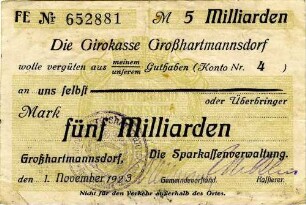 FE № 652881 M 5 Milliarden
Die Girokasse Großhartmannsdorf
wolle vergüten aus meinem
unserem Guthaben (Konto Nr. 4)
an uns selbst oder Überbringer
Mark
fünf Milliarden
Großhartmannsdorf, Die Sparkassenverwaltung.
den 1. November 1923
Gemeindevorstand. Kassierer.
Nicht für den Verkehr außerhalb des Ortes.